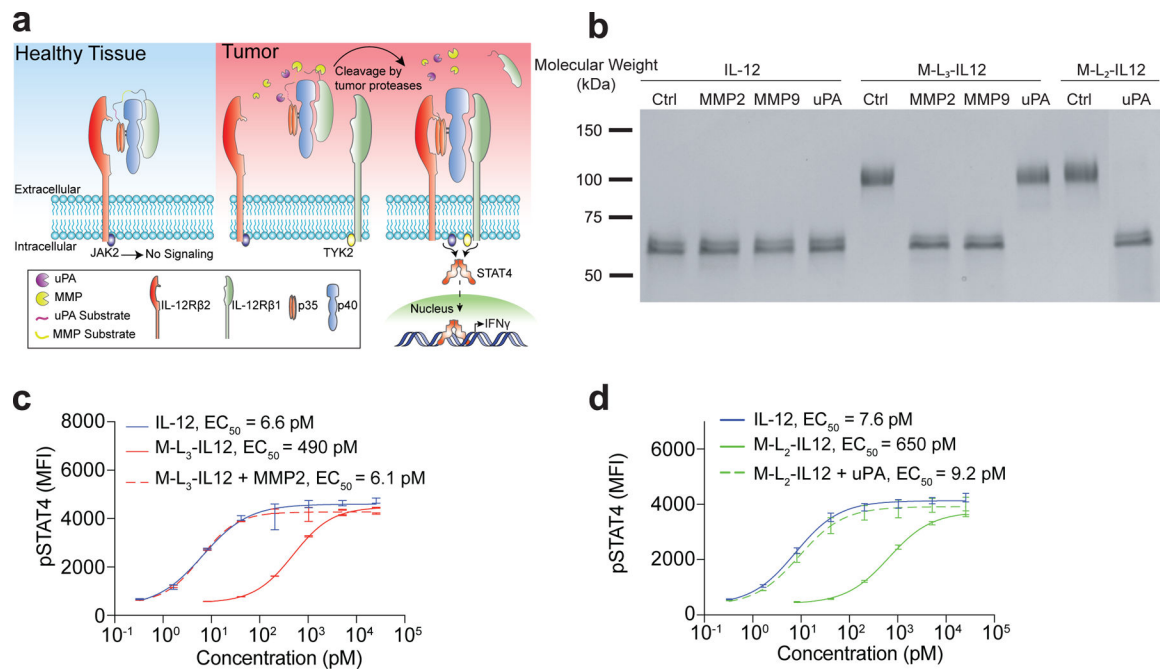 a
Healthy Tissue
Tumor
Cleavage by
tumor proteases
Extracellular
Intracellular
JAK2
No Signaling
TYK2
STAT4
Nucleus
IFNγ
uPA
MMP
uPA Substrate
MMP Substrate
IL-12Rβ2
IL-12Rβ1
p35
p40
b
Molecular Weight
(kDa)
IL-12
M-L₃-IL12
M-L₂-IL12
Ctrl MMP2 MMP9 uPA Ctrl MMP2 MMP9 uPA Ctrl uPA
150
100
75
50
c
pSTAT4 (MFI)
8000
6000
4000
2000
0
IL-12, EC₅₀ = 6.6 pM
M-L₃-IL12, EC₅₀ = 490 pM
M-L₃-IL12 + MMP2, EC₅₀ = 6.1 pM
10⁻¹ 10⁰ 10¹ 10² 10³ 10⁴ 10⁵
Concentration (pM)
d
pSTAT4 (MFI)
6000
4000
2000
0
IL-12, EC₅₀ = 7.6 pM
M-L₂-IL12, EC₅₀ = 650 pM
M-L₂-IL12 + uPA, EC₅₀ = 9.2 pM
10⁻¹ 10⁰ 10¹ 10² 10³ 10⁴ 10⁵
Concentration (pM)